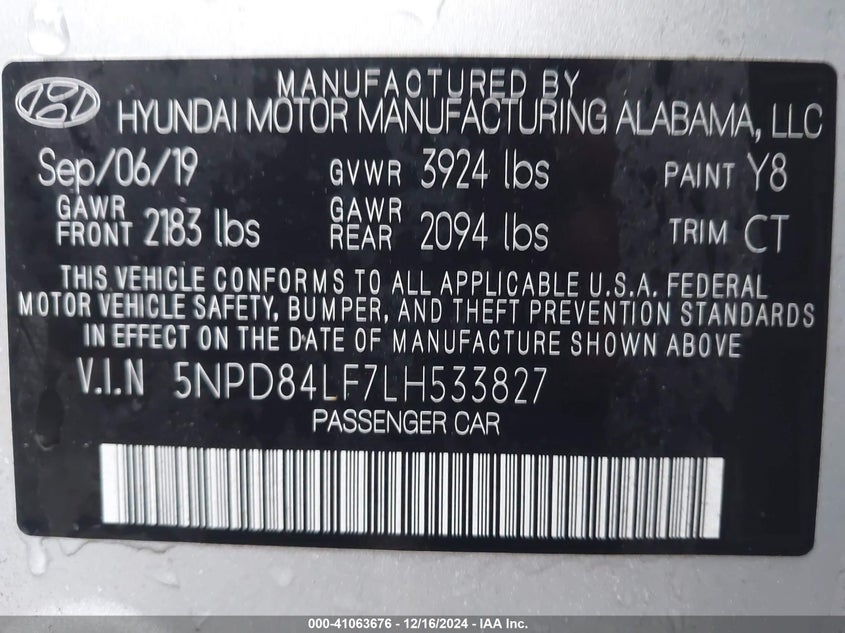 MANUFACTURED BY
HYUNDAI MOTOR MANUFACTURING ALABAMA, LLC
Sep/06/19 GVWR 3924 lbs PAINT Y8
GAWR FRONT 2183 lbs GAWR REAR 2094 lbs TRIM CT
THIS VEHICLE CONFORMS TO ALL APPLICABLE U.S.A. FEDERAL
MOTOR VEHICLE SAFETY, BUMPER, AND THEFT PREVENTION STANDARDS
IN EFFECT ON THE DATE OF MANUFACTURE SHOWN ABOVE
V.I.N 5NPD84LF7LH533827
PASSENGER CAR
000-41063676 - 12/16/2024 - IAA Inc.